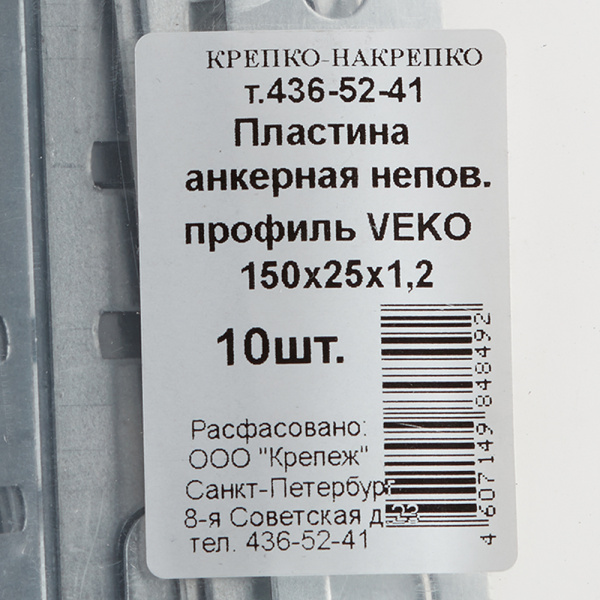 КРЕПКО-НАКРЕПКО
т.436-52-41
Пластина
анкерная непов.
профиль VEKO
150х25х1,2
10шт.
Расфасовано:
ООО "Крепеж"
Санкт-Петербург
8-я Советская д.
тел. 436-52-41
4 607149 848492